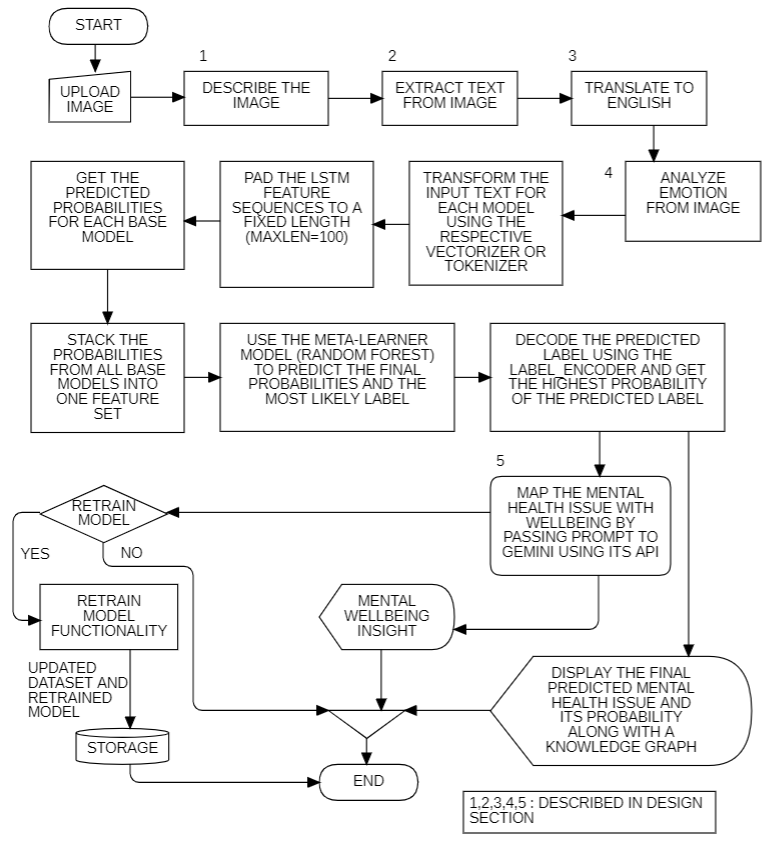 START
UPLOAD
IMAGE
1
DESCRIBE THE
IMAGE
2
EXTRACT TEXT
FROM IMAGE
3
TRANSLATE TO
ENGLISH
4
ANALYZE
EMOTION
FROM IMAGE
TRANSFORM THE
INPUT TEXT FOR
EACH MODEL
USING THE
RESPECTIVE
VECTORIZER OR
TOKENIZER
PAD THE LSTM
FEATURE
SEQUENCES TO A
FIXED LENGTH
(MAXLEN=100)
GET THE
PREDICTED
PROBABILITIES
FOR EACH BASE
MODEL
STACK THE
PROBABILITIES
FROM ALL BASE
MODELS INTO
ONE FEATURE
SET
USE THE META-LEARNER
MODEL (RANDOM FOREST)
TO PREDICT THE FINAL
PROBABILITIES AND THE
MOST LIKELY LABEL
DECODE THE PREDICTED
LABEL USING THE
LABEL_ENCODER AND GET
THE HIGHEST PROBABILITY
OF THE PREDICTED LABEL
5
MAP THE MENTAL
HEALTH ISSUE WITH
WELLBEING BY
PASSING PROMPT TO
GEMINI USING ITS API
RETRAIN
MODEL
YES
NO
RETRAIN
MODEL
FUNCTIONALITY
UPDATED
DATASET AND
RETRAINED
MODEL
STORAGE
MENTAL
WELLBEING
INSIGHT
DISPLAY THE FINAL
PREDICTED MENTAL
HEALTH ISSUE AND
ITS PROBABILITY
ALONG WITH A
KNOWLEDGE GRAPH
END
1,2,3,4,5 : DESCRIBED IN DESIGN
SECTION